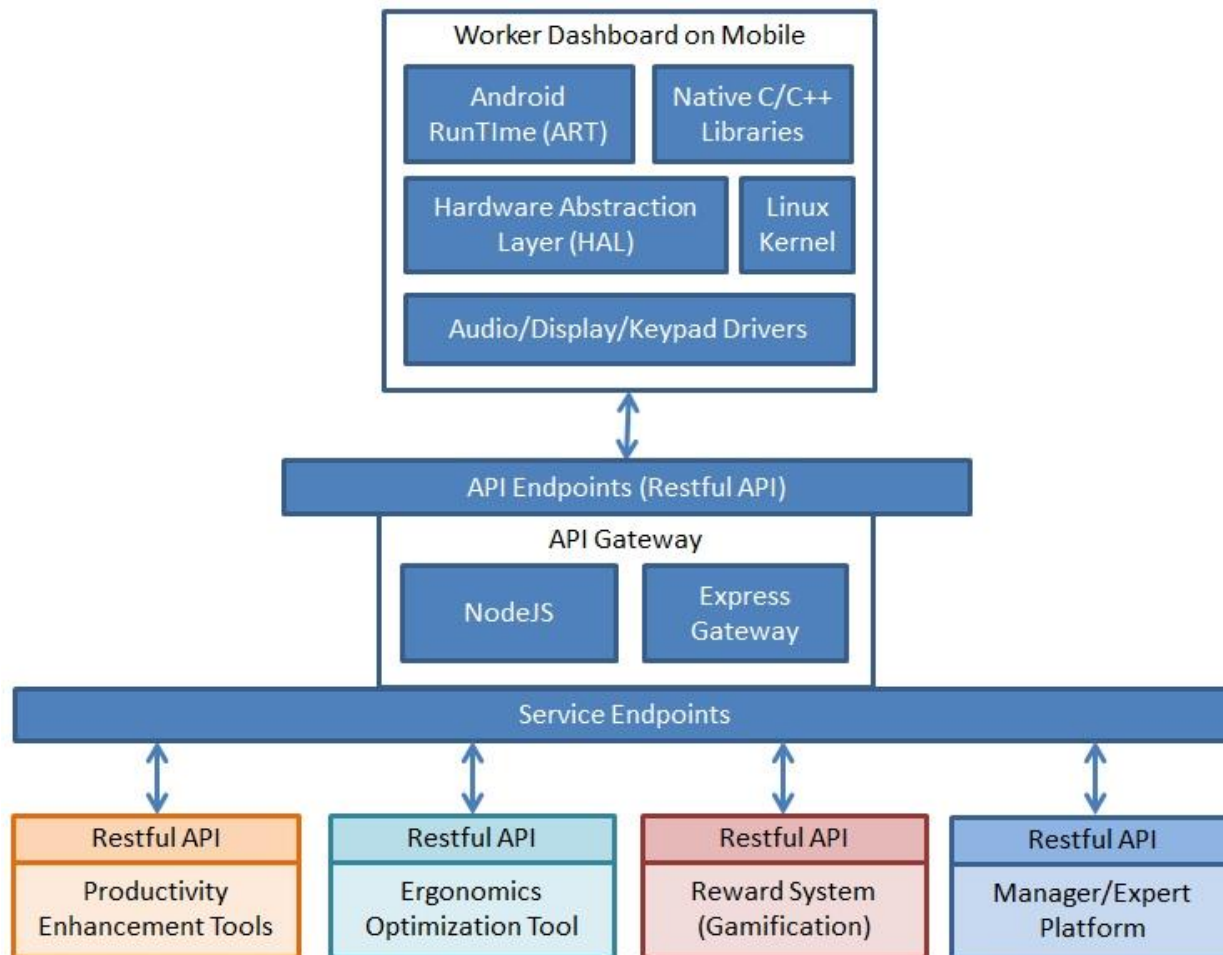 Worker Dashboard on Mobile
Android
RunTIme (ART)
Native C/C++
Libraries
Hardware Abstraction
Layer (HAL)
Linux
Kernel
Audio/Display/Keypad Drivers
API Endpoints (Restful API)
API Gateway
NodeJS
Express
Gateway
Service Endpoints
Restful API
Productivity
Enhancement Tools
Restful API
Ergonomics
Optimization Tool
Restful API
Reward System
(Gamification)
Restful API
Manager/Expert
Platform